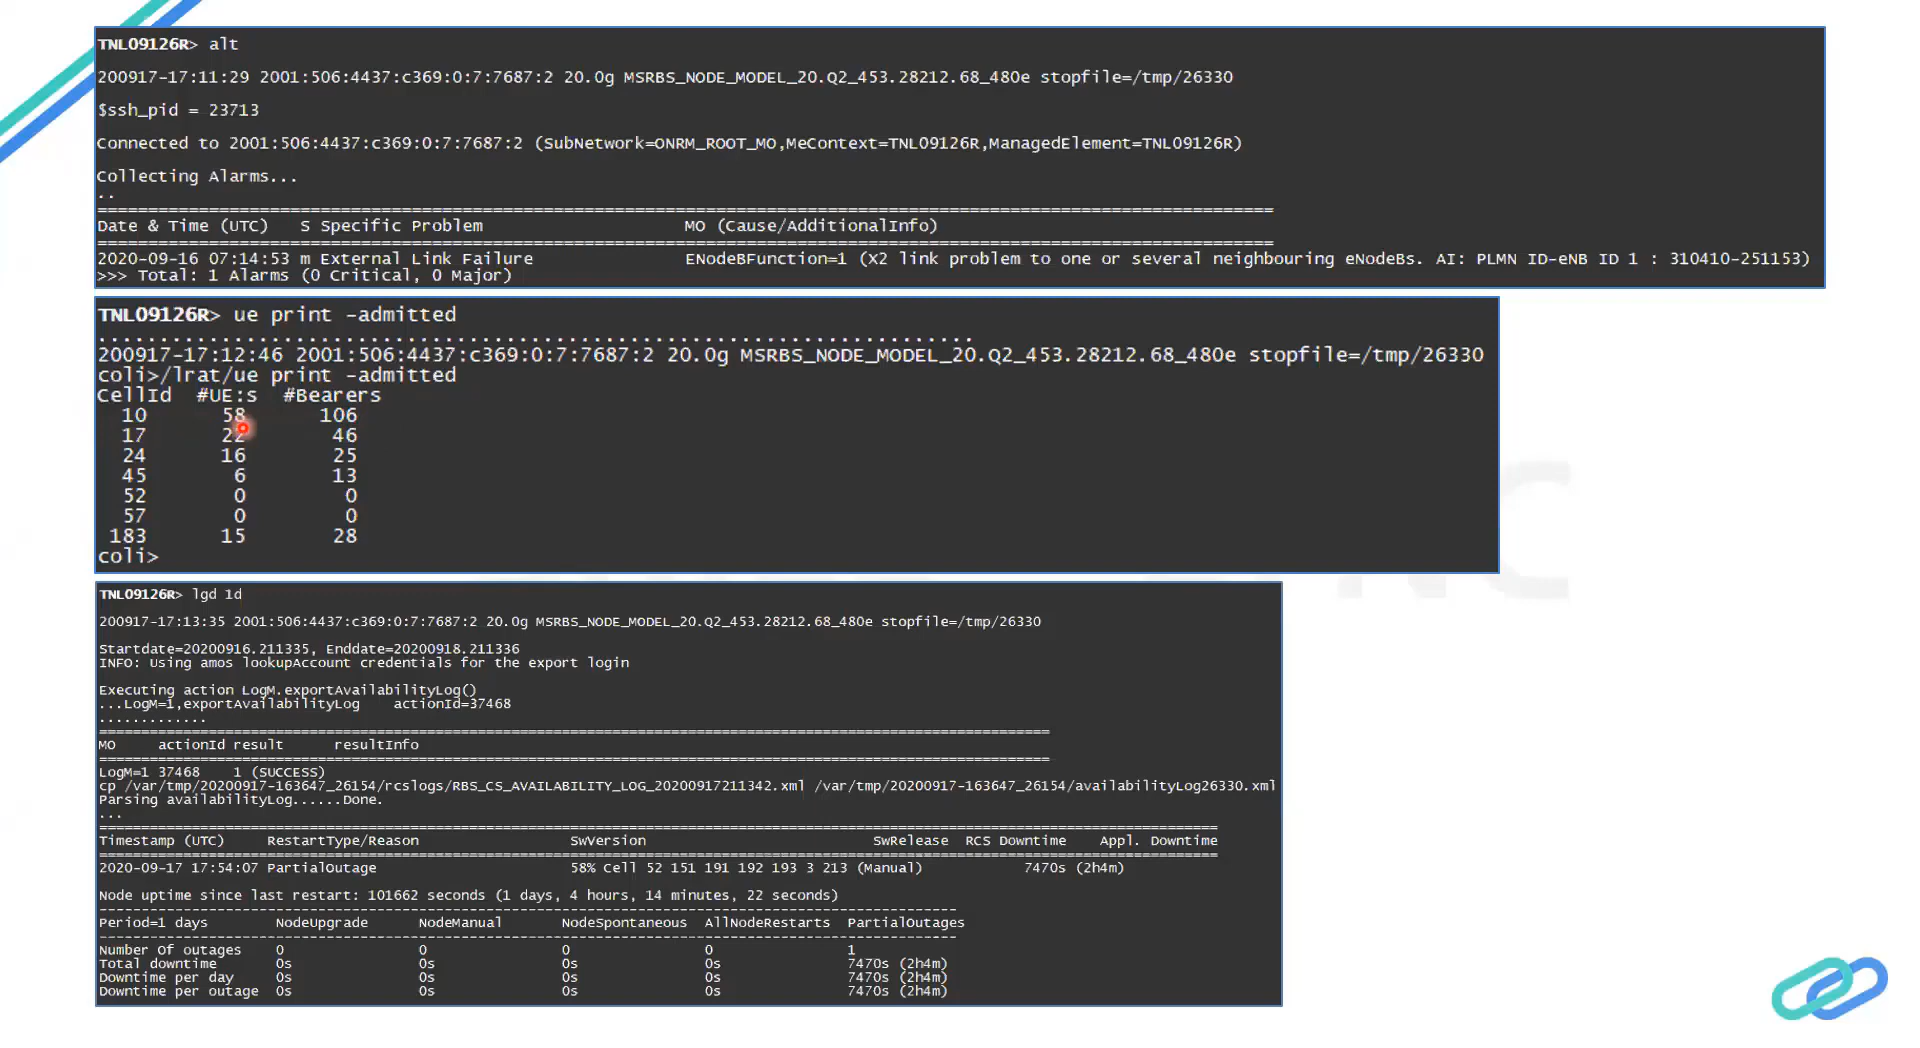 TNL09126R> alt
200917-17:11:29 2001:506:4437:c369:0:7:7687:2 20.0g MSRBS_NODE_MODEL_20.Q2_453.28212.68_480e stopfile=/tmp/26330
$ssh_pid = 23713
Connected to 2001:506:4437:c369:0:7:7687:2 (SubNetwork=ONRM_ROOT_MO,MeContext=TNL09126R,ManagedElement=TNL09126R)
Collecting Alarms...
..
Date & Time (UTC) S Specific Problem MO (Cause/AdditionalInfo)
2020-09-16 07:14:53 m External Link Failure ENodeBFunction=1 (X2 link problem to one or several neighbouring eNodeBs. AI: PLMN ID-eNB ID 1 : 310410-251153)
>>> Total: 1 Alarms (0 Critical, 0 Major)
TNL09126R> ue print -admitted
200917-17:12:46 2001:506:4437:c369:0:7:7687:2 20.0g MSRBS_NODE_MODEL_20.Q2_453.28212.68_480e stopfile=/tmp/26330
coli>/lrat/ue print -admitted
CellId #UE:s #Bearers
10 58 106
17 22 46
24 16 25
45 6 13
52 0 0
57 0 0
183 15 28
coli>
TNL09126R> lgd 1d
200917-17:13:35 2001:506:4437:c369:0:7:7687:2 20.0g MSRBS_NODE_MODEL_20.Q2_453.28212.68_480e stopfile=/tmp/26330
Startdate=20200916.211335, Enddate=20200918.211336
INFO: Using amos lookupAccount credentials for the export login
Executing action LogM.exportAvailabilityLog()
...LogM=1,exportAvailabilityLog actionId=37468
.............
MO actionId result resultInfo
LogM=1 37468 1 (SUCCESS)
cp /var/tmp/20200917-163647_26154/rcslogs/RBS_CS_AVAILABILITY_LOG_20200917211342.xml /var/tmp/20200917-163647_26154/availabilityLog26330.xml
Parsing availabilityLog......Done.
...
Timestamp (UTC) RestartType/Reason SwVersion SwRelease RCS Downtime Appl. Downtime
2020-09-17 17:54:07 PartialOutage 58% Cell 52 151 191 192 193 3 213 (Manual) 7470s (2h4m)
Node uptime since last restart: 101662 seconds (1 days, 4 hours, 14 minutes, 22 seconds)
Period=1 days NodeUpgrade NodeManual NodeSpontaneous AllNodeRestarts PartialOutages
Number Of outages 0 0 0 0 1
Total downtime 0s 0s 0s 0s 7470s (2h4m)
Downtime per day 0s 0s 0s 0s 7470s (2h4m)
Downtime per outage 0s 0s 0s 0s 7470s (2h4m)